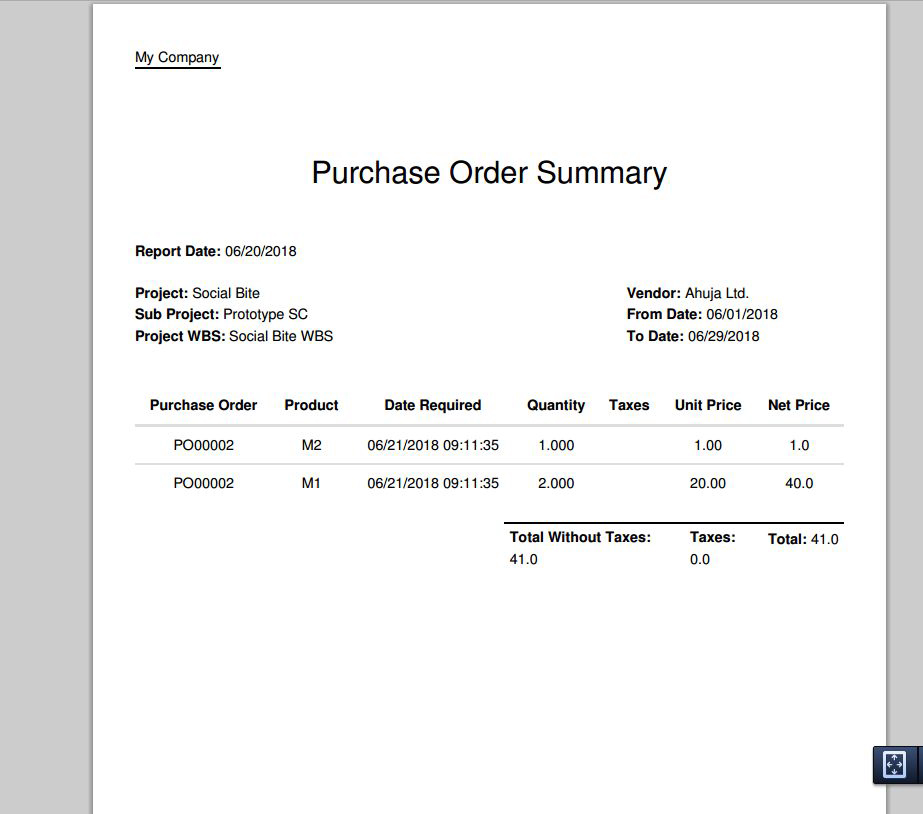 My Company
Purchase Order Summary
Report Date: 06/20/2018
Project: Social Bite
Sub Project: Prototype SC
Project WBS: Social Bite WBS
Vendor: Ahuja Ltd.
From Date: 06/01/2018
To Date: 06/29/2018
Purchase Order Product Date Required Quantity Taxes Unit Price Net Price
PO00002 M2 06/21/2018 09:11:35 1.000 1.00 1.0
PO00002 M1 06/21/2018 09:11:35 2.000 20.00 40.0
Total Without Taxes: Taxes: Total: 41.0
41.0 0.0